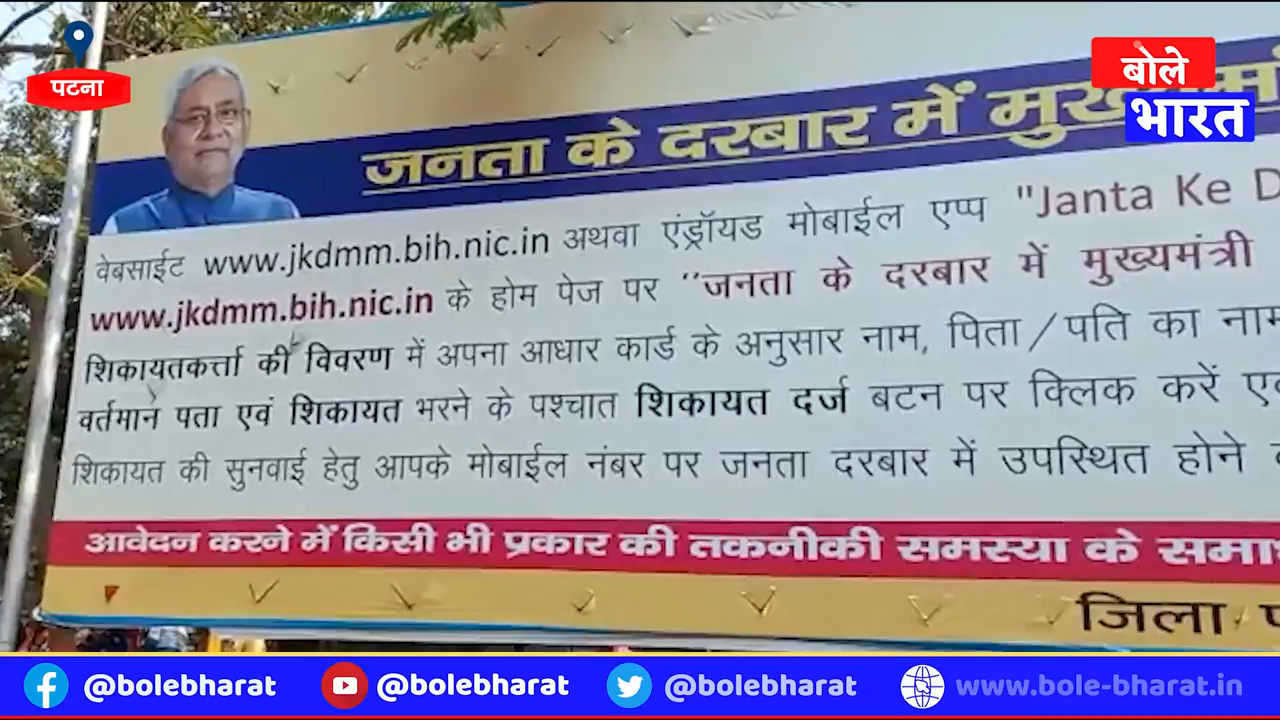 पटना
बोले
भारत
जनता के दरबार में
वेबसाईट www.jkdmm.bih.nic.in अथवा एंड्रॉयड मोबाईल एप्प "Janta Ke D
www.jkdmm.bih.nic.in के होम पेज पर ''जनता के दरबार में मुख्यमंत्री
शिकायतकर्त्ता की विवरण में अपना आधार कार्ड के अनुसार नाम, पिता/पति का नाम
वर्तमान पता एवं शिकायत भरने के पश्चात शिकायत दर्ज बटन पर क्लिक करें
शिकायत की सुनवाई हेतु आपके मोबाईल नंबर पर जनता दरबार में उपस्थित होने
आवेदन करने में किसी भी प्रकार की तकनीकी समस्या के
जिला
@bolebharat @bolebharat @bolebharat www.bole-bharat.in